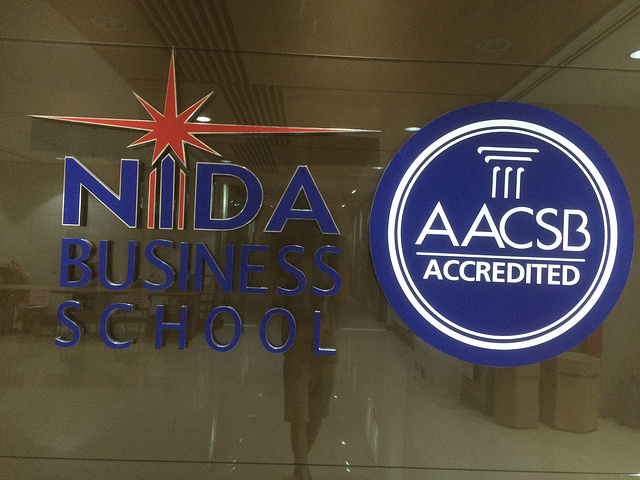 NIDA
BUSINESS
SCHOOL
AACSB
ACCREDITED